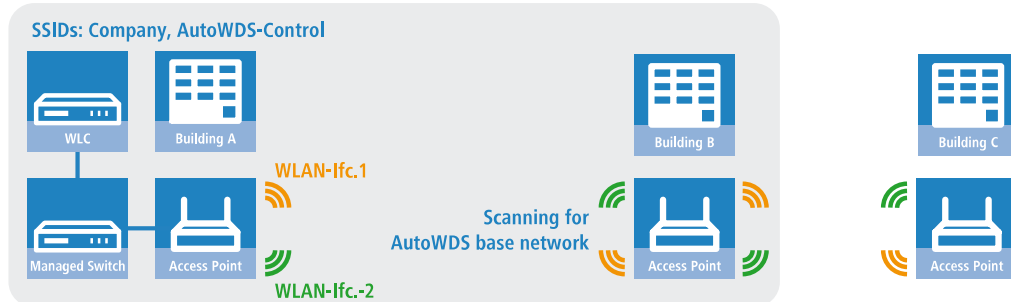 SSIDs: Company, AutoWDS-Control
WLC
Building A
Building B
Building C
WLAN-Ifc.1
Scanning for
AutoWDS base network
Managed Switch
Access Point
Access Point
Access Point
WLAN-Ifc.-2